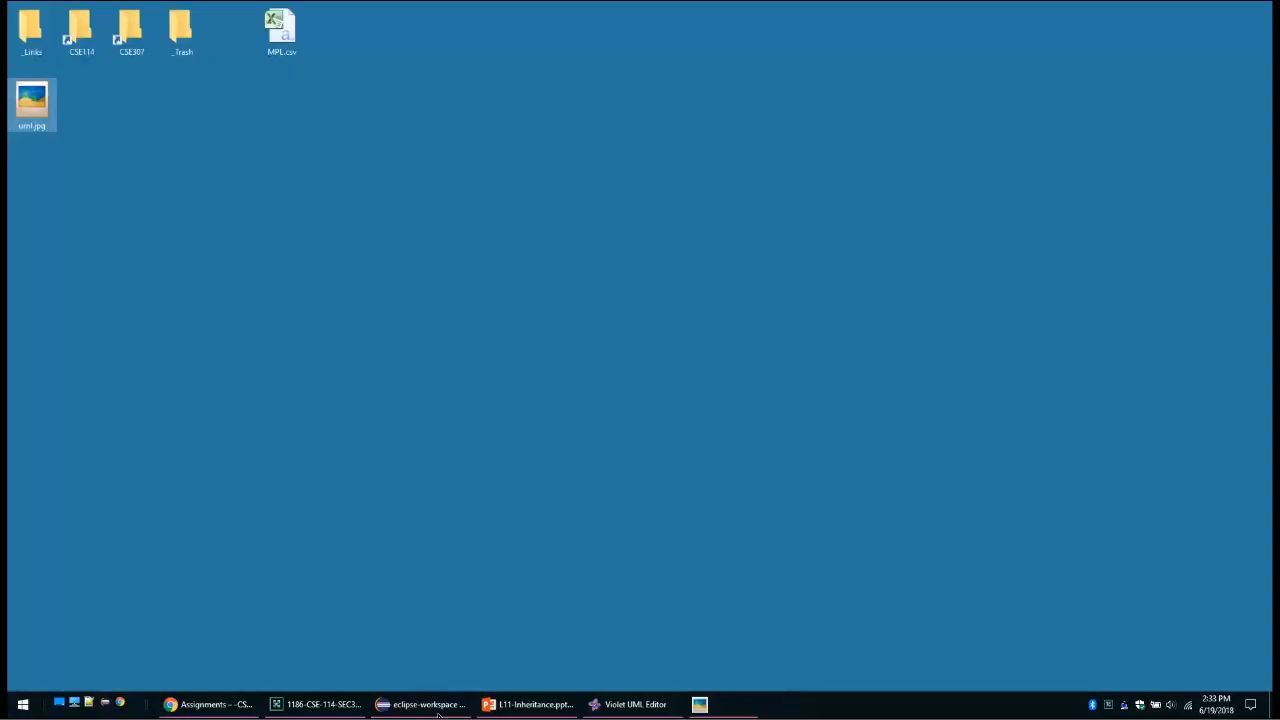 _Links
CSE114
CSE307
_Trash
MPL.csv
uml.jpg
Assignments – -CS...
1186-CSE-114-SEC3...
eclipse-workspace ...
L11-Inheritance.ppt...
Violet UML Editor
2:33 PM
6/19/2018